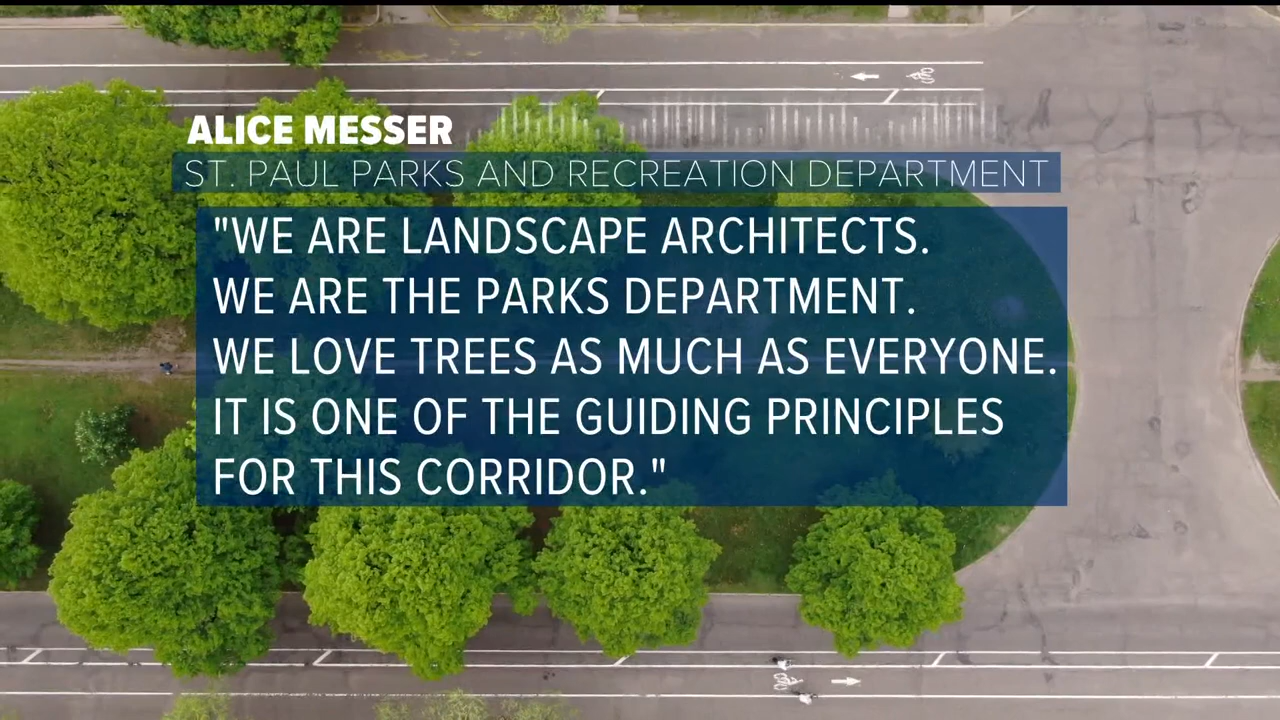 ALICE MESSER
ST. PAUL PARKS AND RECREATION DEPARTMENT
"WE ARE LANDSCAPE ARCHITECTS.
WE ARE THE PARKS DEPARTMENT.
WE LOVE TREES AS MUCH AS EVERYONE.
IT IS ONE OF THE GUIDING PRINCIPLES
FOR THIS CORRIDOR."